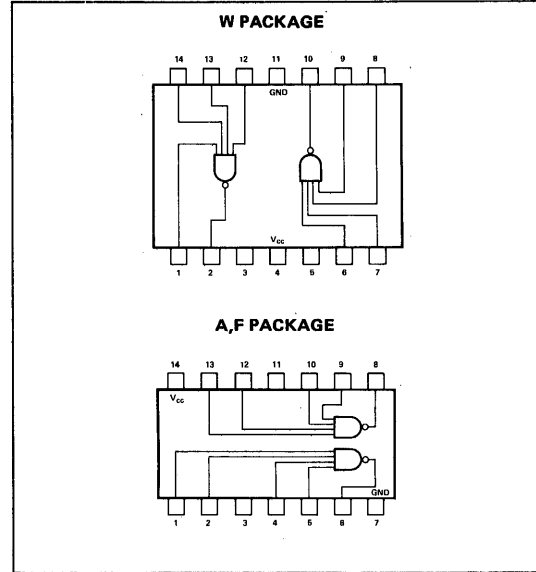 W PACKAGE
14 13 12 11 10 9 8
GND
Vcc
1 2 3 4 5 6 7
A,F PACKAGE
14 13 12 11 10 9 8
Vcc
GND
1 2 3 4 5 6 7